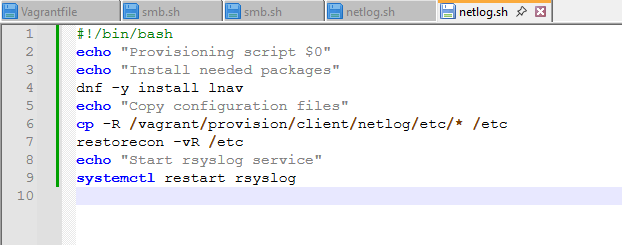 Vagrantfile smb.sh smb.sh netlog.sh netlog.sh
1 #!/bin/bash
2 echo "Provisioning script $0"
3 echo "Install needed packages"
4 dnf -y install lnav
5 echo "Copy configuration files"
6 cp -R /vagrant/provision/client/netlog/etc/* /etc
7 restorecon -vR /etc
8 echo "Start rsyslog service"
9 systemctl restart rsyslog
10